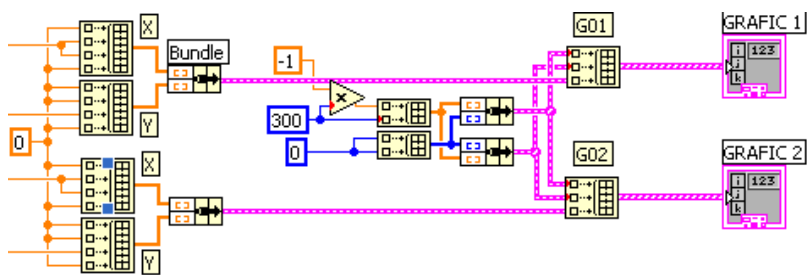 X
Bundle
Y
0
X
Y
-1
x
300
0
G01
G02
GRAFIC 1
i
j
k
123
GRAFIC 2
i
j
k
123